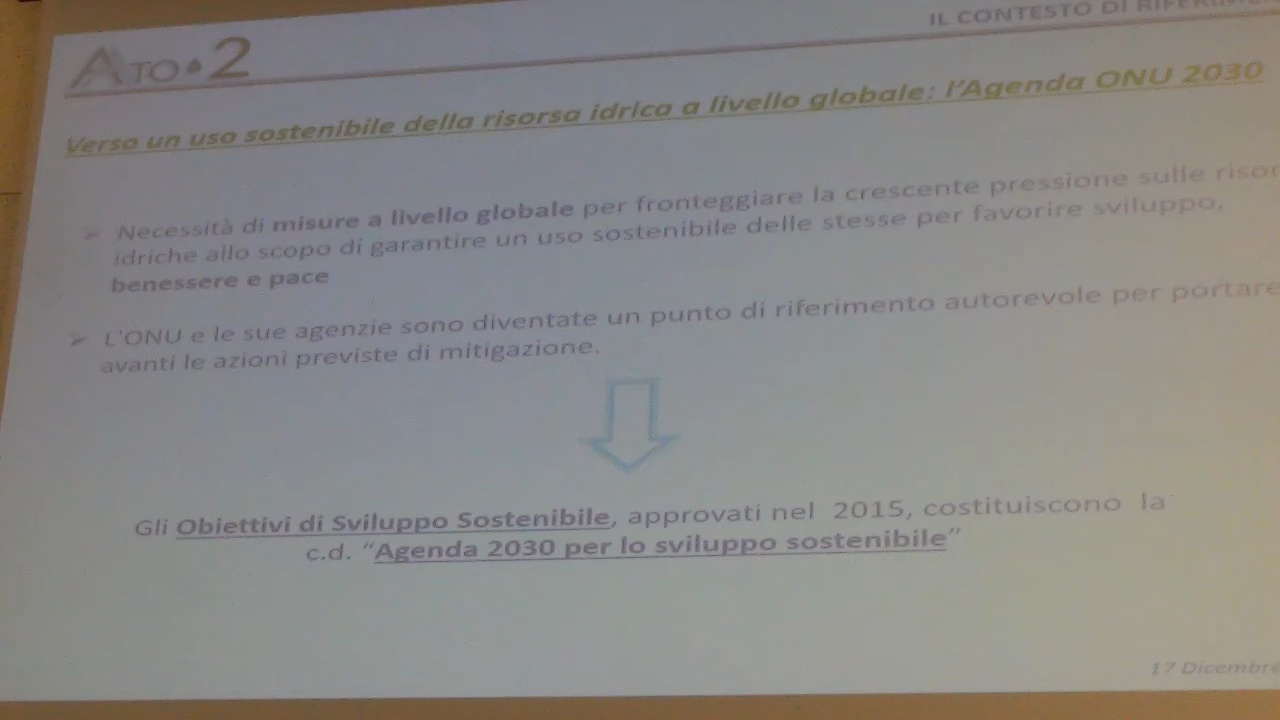 IL CONTESTO DI RIFERIME
ATO 2
Verso un uso sostenibile della risorsa idrica a livello globale: l'Agenda ONU 2030
➢ Necessità di misure a livello globale per fronteggiare la crescente pressione sulle risor
idriche allo scopo di garantire un uso sostenibile delle stesse per favorire sviluppo,
benessere e pace
➢ L'ONU e le sue agenzie sono diventate un punto di riferimento autorevole per portare
avanti le azioni previste di mitigazione.
Gli Obiettivi di Sviluppo Sostenibile, approvati nel 2015, costituiscono la
c.d. "Agenda 2030 per lo sviluppo sostenibile"
17 Dicembre